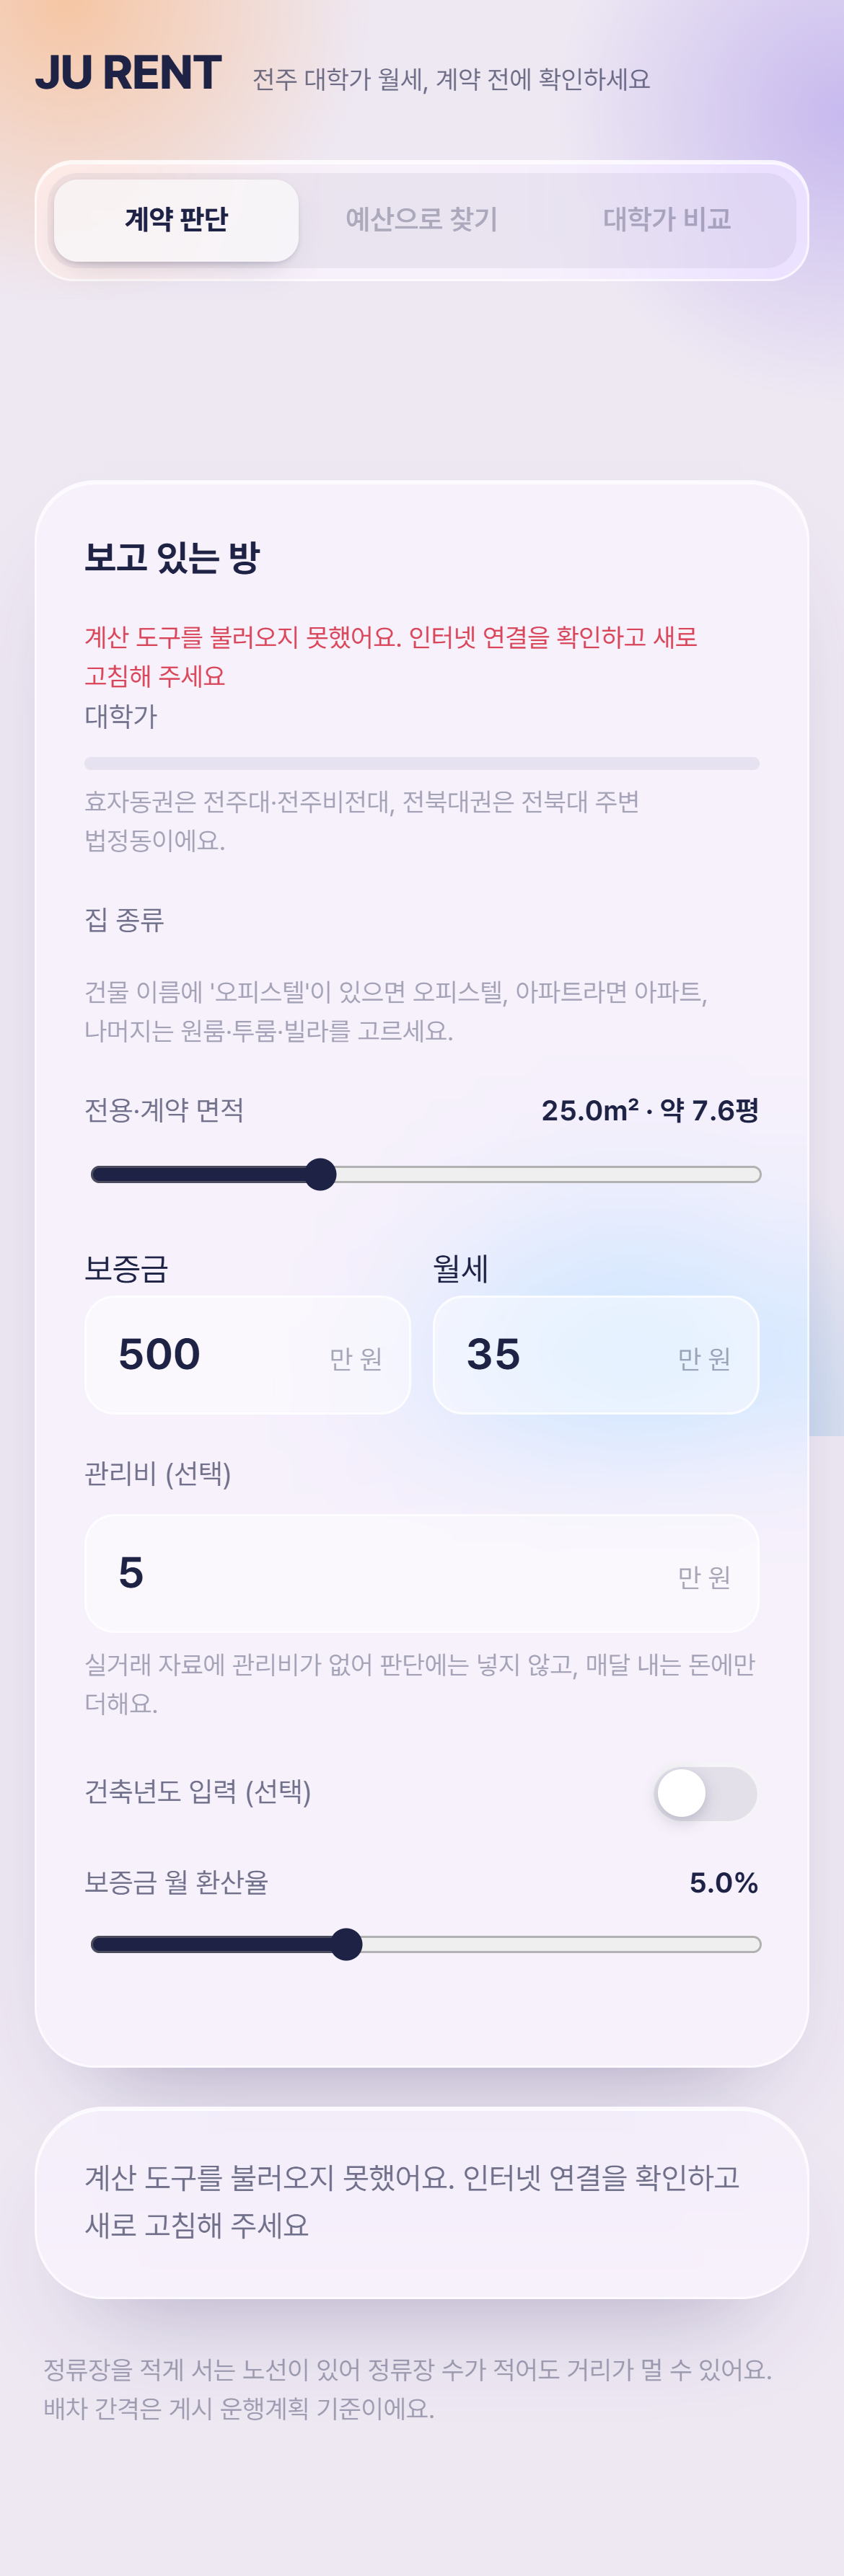 JU RENT 전주 대학가 월세, 계약 전에 확인하세요
계약 판단 예산으로 찾기 대학가 비교
보고 있는 방
계산 도구를 불러오지 못했어요. 인터넷 연결을 확인하고 새로
고침해 주세요
대학가
효자동권은 전주대·전주비전대, 전북대권은 전북대 주변
법정동이에요.
집 종류
건물 이름에 '오피스텔'이 있으면 오피스텔, 아파트라면 아파트,
나머지는 원룸·투룸·빌라를 고르세요.
전용·계약 면적 25.0m² · 약 7.6평
보증금 월세
500 만 원 35 만 원
관리비 (선택)
5 만 원
실거래 자료에 관리비가 없어 판단에는 넣지 않고, 매달 내는 돈에만
더해요.
건축년도 입력 (선택)
보증금 월 환산율 5.0%
계산 도구를 불러오지 못했어요. 인터넷 연결을 확인하고
새로 고침해 주세요
정류장을 적게 서는 노선이 있어 정류장 수가 적어도 거리가 멀 수 있어요.
배차 간격은 게시 운행계획 기준이에요.